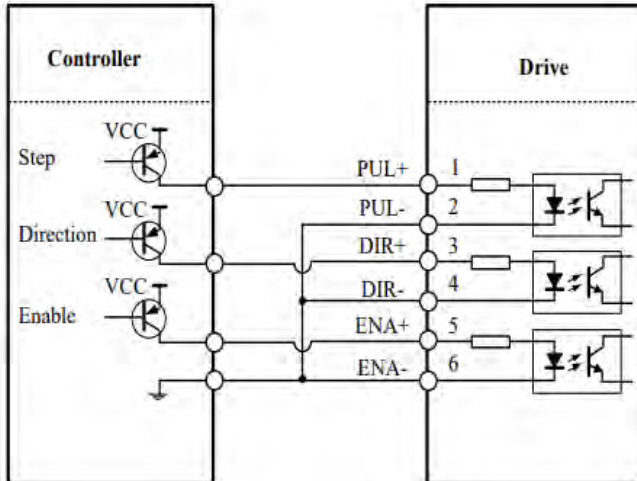 Controller
Drive
VCC
Step
PUL+ 1
PUL- 2
VCC
Direction
DIR+ 3
DIR- 4
VCC
Enable
ENA+ 5
ENA- 6